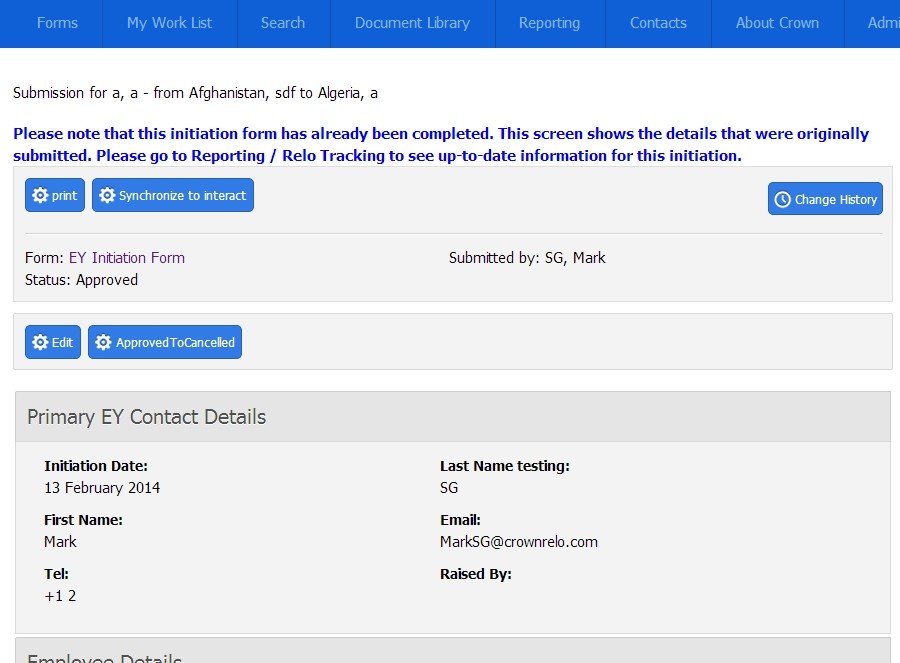 Forms My Work List Search Document Library Reporting Contacts About Crown Admi
Submission for a, a - from Afghanistan, sdf to Algeria, a
Please note that this initiation form has already been completed. This screen shows the details that were originally
submitted. Please go to Reporting / Relo Tracking to see up-to-date information for this initiation.
print Synchronize to interact Change History
Form: EY Initiation Form Submitted by: SG, Mark
Status: Approved
Edit ApprovedToCancelled
Primary EY Contact Details
Initiation Date: Last Name testing:
13 February 2014 SG
First Name: Email:
Mark MarkSG@crownrelo.com
Tel: Raised By:
+1 2
Employee Details